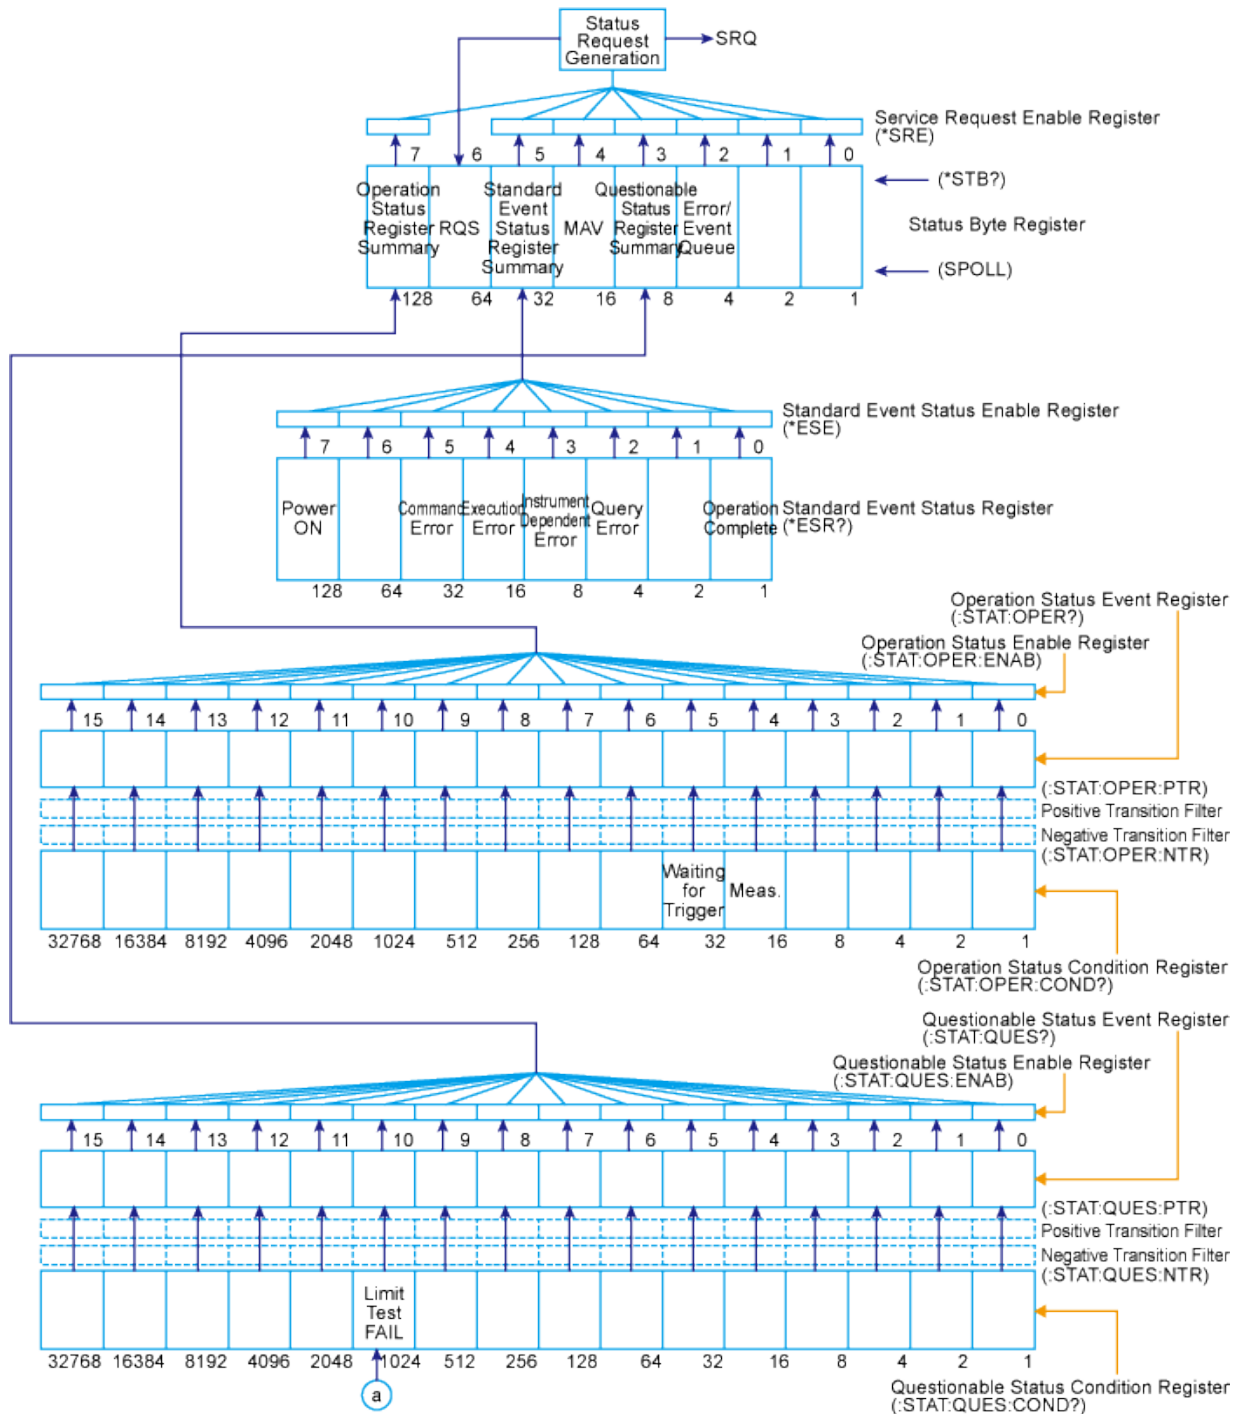 Status
Request
Generation
SRQ
Service Request Enable Register
(*SRE)
7 6 5 4 3 2 1 0
Operation
Status
Register
Summary
RQS
Standard
Event
Status
Register
Summary
MAV
Questionable
Status
Register
Summary
Error/
Event
Queue
(*STB?)
Status Byte Register
(SPOLL)
128 64 32 16 8 4 2 1
Standard Event Status Enable Register
(*ESE)
7 6 5 4 3 2 1 0
Power
ON
Command
Error
Execution
Error
Instrument
Dependent
Error
Query
Error
Operation
Complete
Standard Event Status Register
(*ESR?)
128 64 32 16 8 4 2 1
Operation Status Event Register
(:STAT:OPER?)
Operation Status Enable Register
(:STAT:OPER:ENAB)
15 14 13 12 11 10 9 8 7 6 5 4 3 2 1 0
(:STAT:OPER:PTR)
Positive Transition Filter
Negative Transition Filter
(:STAT:OPER:NTR)
Waiting
for
Trigger
Meas.
32768 16384 8192 4096 2048 1024 512 256 128 64 32 16 8 4 2 1
Operation Status Condition Register
(:STAT:OPER:COND?)
Questionable Status Event Register
(:STAT:QUES?)
Questionable Status Enable Register
(:STAT:QUES:ENAB)
15 14 13 12 11 10 9 8 7 6 5 4 3 2 1 0
(:STAT:QUES:PTR)
Positive Transition Filter
Negative Transition Filter
(:STAT:QUES:NTR)
Limit
Test
FAIL
32768 16384 8192 4096 2048 1024 512 256 128 64 32 16 8 4 2 1
a
Questionable Status Condition Register
(:STAT:QUES:COND?)